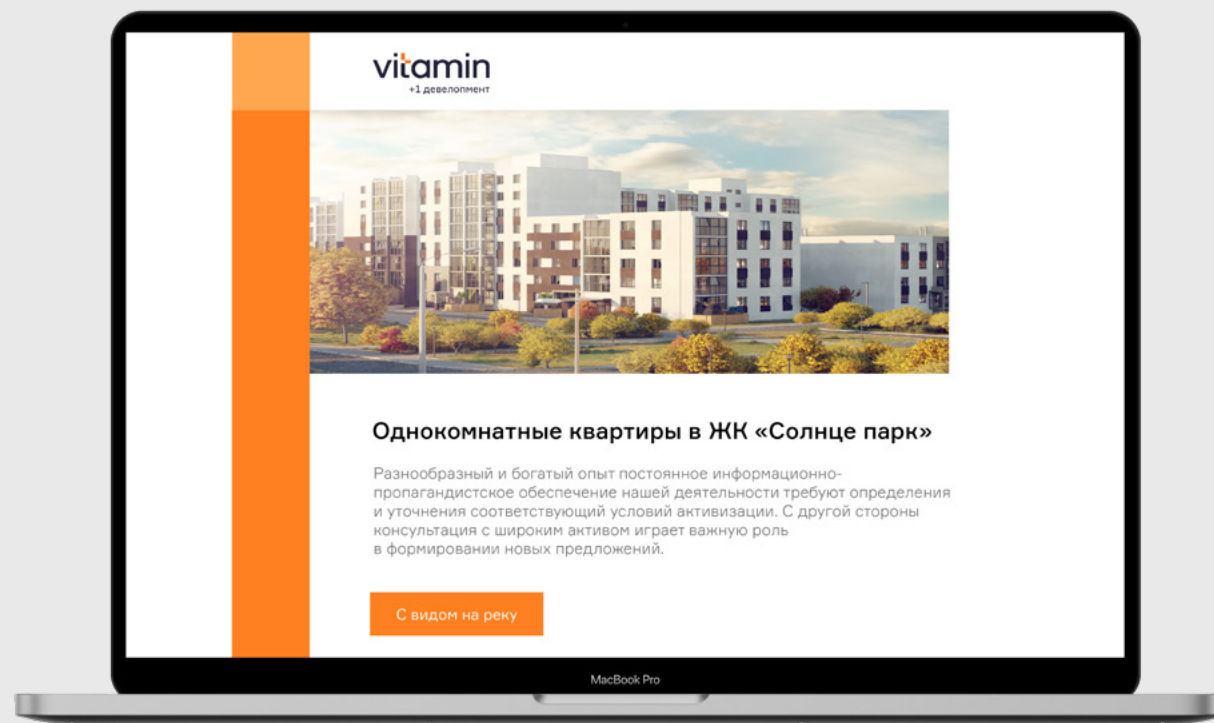 vitamin
+1 девелопмент
Однокомнатные квартиры в ЖК «Солнце парк»
Разнообразный и богатый опыт постоянное информационно-
пропагандистское обеспечение нашей деятельности требуют определения
и уточнения соответствующий условий активизации. С другой стороны
консультация с широким активом играет важную роль
в формировании новых предложений.
С видом на реку
MacBook Pro